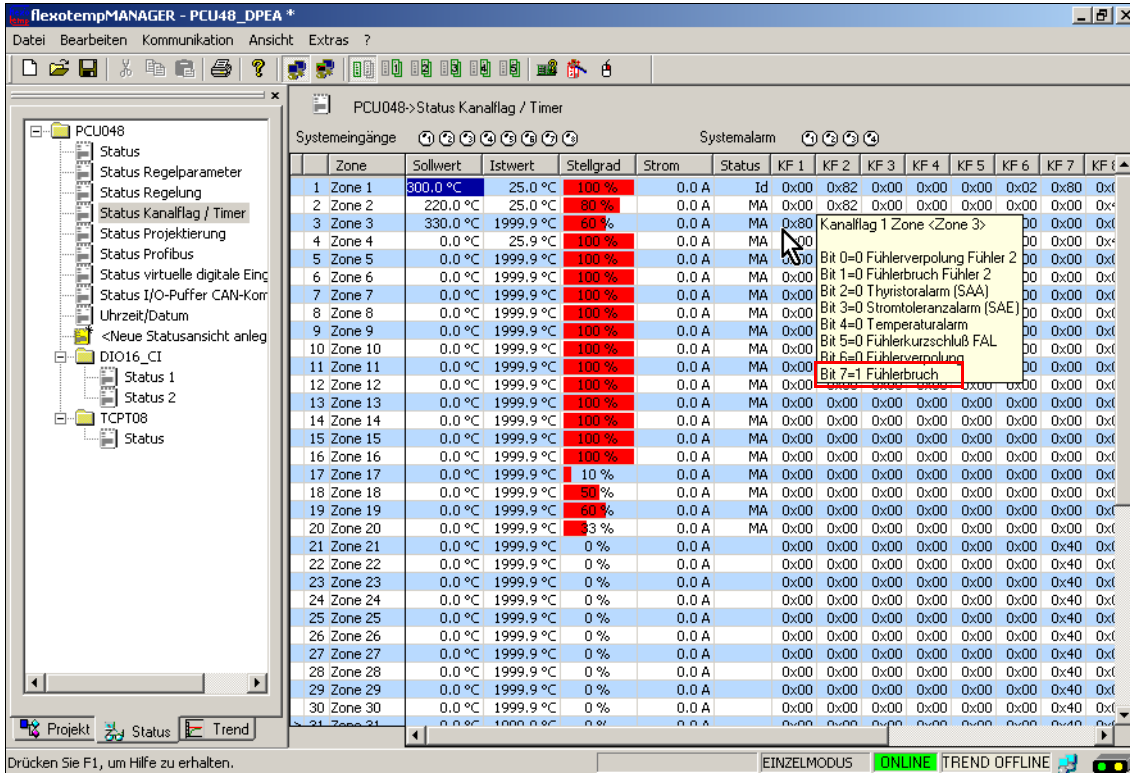 flexotempMANAGER - PCU48_DPEA *
Datei Bearbeiten Kommunikation Ansicht Extras ?
PCU048
Status
Status Regelparameter
Status Regelung
Status Kanalflag / Timer
Status Projektierung
Status Profibus
Status virtuelle digitale Eing
Status I/O-Puffer CAN-Kom
Uhrzeit/Datum
<Neue Statusansicht anleg
DIO16_CI
Status 1
Status 2
TCPT08
Status
Projekt Status Trend
PCU048->Status Kanalflag / Timer
Systemeingänge 1 2 3 4 5 6 7 8 Systemalarm 1 2 3 4
Zone Sollwert Istwert Stellgrad Strom Status KF 1 KF 2 KF 3 KF 4 KF 5 KF 6 KF 7 KF 8
1 Zone 1 300.0 °C 25.0 °C 100 % 0.0 A Id 0x00 0x82 0x00 0x00 0x00 0x02 0x80
2 Zone 2 220.0 °C 25.0 °C 80 % 0.0 A MA 0x00 0x82 0x00 0x00 0x00 0x00 0x00
3 Zone 3 330.0 °C 1999.9 °C 60 % 0.0 A MA 0x80 0x00
4 Zone 4 0.0 °C 25.9 °C 100 % 0.0 A MA 0x00
5 Zone 5 0.0 °C 1999.9 °C 100 % 0.0 A MA 0x00 0x00
6 Zone 6 0.0 °C 1999.9 °C 100 % 0.0 A MA 0x00 0x00
7 Zone 7 0.0 °C 1999.9 °C 100 % 0.0 A MA 0x00 0x00
8 Zone 8 0.0 °C 1999.9 °C 100 % 0.0 A MA 0x00 0x00
9 Zone 9 0.0 °C 1999.9 °C 100 % 0.0 A MA 0x00 0x00
10 Zone 10 0.0 °C 1999.9 °C 100 % 0.0 A MA 0x00 0x00
11 Zone 11 0.0 °C 1999.9 °C 100 % 0.0 A MA 0x00 0x00
12 Zone 12 0.0 °C 1999.9 °C 100 % 0.0 A MA 0x00 0x00 0x00 0x00 0x00 0x00 0x00
13 Zone 13 0.0 °C 1999.9 °C 100 % 0.0 A MA 0x00 0x00 0x00 0x00 0x00 0x00 0x00
14 Zone 14 0.0 °C 1999.9 °C 100 % 0.0 A MA 0x00 0x00 0x00 0x00 0x00 0x00 0x00
15 Zone 15 0.0 °C 1999.9 °C 100 % 0.0 A MA 0x00 0x00 0x00 0x00 0x00 0x00 0x00
16 Zone 16 0.0 °C 1999.9 °C 100 % 0.0 A MA 0x00 0x00 0x00 0x00 0x00 0x00 0x00
17 Zone 17 0.0 °C 1999.9 °C 10 % 0.0 A MA 0x00 0x00 0x00 0x00 0x00 0x00 0x00
18 Zone 18 0.0 °C 1999.9 °C 50 % 0.0 A MA 0x00 0x00 0x00 0x00 0x00 0x00 0x00
19 Zone 19 0.0 °C 1999.9 °C 60 % 0.0 A MA 0x00 0x00 0x00 0x00 0x00 0x00 0x00
20 Zone 20 0.0 °C 1999.9 °C 33 % 0.0 A MA 0x00 0x00 0x00 0x00 0x00 0x00 0x00
21 Zone 21 0.0 °C 1999.9 °C 0 % 0.0 A 0x00 0x00 0x00 0x00 0x00 0x00 0x40
22 Zone 22 0.0 °C 1999.9 °C 0 % 0.0 A 0x00 0x00 0x00 0x00 0x00 0x00 0x40
23 Zone 23 0.0 °C 1999.9 °C 0 % 0.0 A 0x00 0x00 0x00 0x00 0x00 0x00 0x40
24 Zone 24 0.0 °C 1999.9 °C 0 % 0.0 A 0x00 0x00 0x00 0x00 0x00 0x00 0x40
25 Zone 25 0.0 °C 1999.9 °C 0 % 0.0 A 0x00 0x00 0x00 0x00 0x00 0x00 0x40
26 Zone 26 0.0 °C 1999.9 °C 0 % 0.0 A 0x00 0x00 0x00 0x00 0x00 0x00 0x40
27 Zone 27 0.0 °C 1999.9 °C 0 % 0.0 A 0x00 0x00 0x00 0x00 0x00 0x00 0x40
28 Zone 28 0.0 °C 1999.9 °C 0 % 0.0 A 0x00 0x00 0x00 0x00 0x00 0x00 0x40
29 Zone 29 0.0 °C 1999.9 °C 0 % 0.0 A 0x00 0x00 0x00 0x00 0x00 0x00 0x40
30 Zone 30 0.0 °C 1999.9 °C 0 % 0.0 A 0x00 0x00 0x00 0x00 0x00 0x00 0x40
Kanalflag 1 Zone <Zone 3>
Bit 0=0 Fühlerverpolung Fühler 2
Bit 1=0 Fühlerbruch Fühler 2
Bit 2=0 Thyristoralarm (SAA)
Bit 3=0 Stromtoleranzalarm (SAE)
Bit 4=0 Temperaturalarm
Bit 5=0 Fühlerkurzschluß FAL
Bit 6=0 Fühlerverpolung
Bit 7=1 Fühlerbruch
Drücken Sie F1, um Hilfe zu erhalten. EINZELMODUS ONLINE TREND OFFLINE